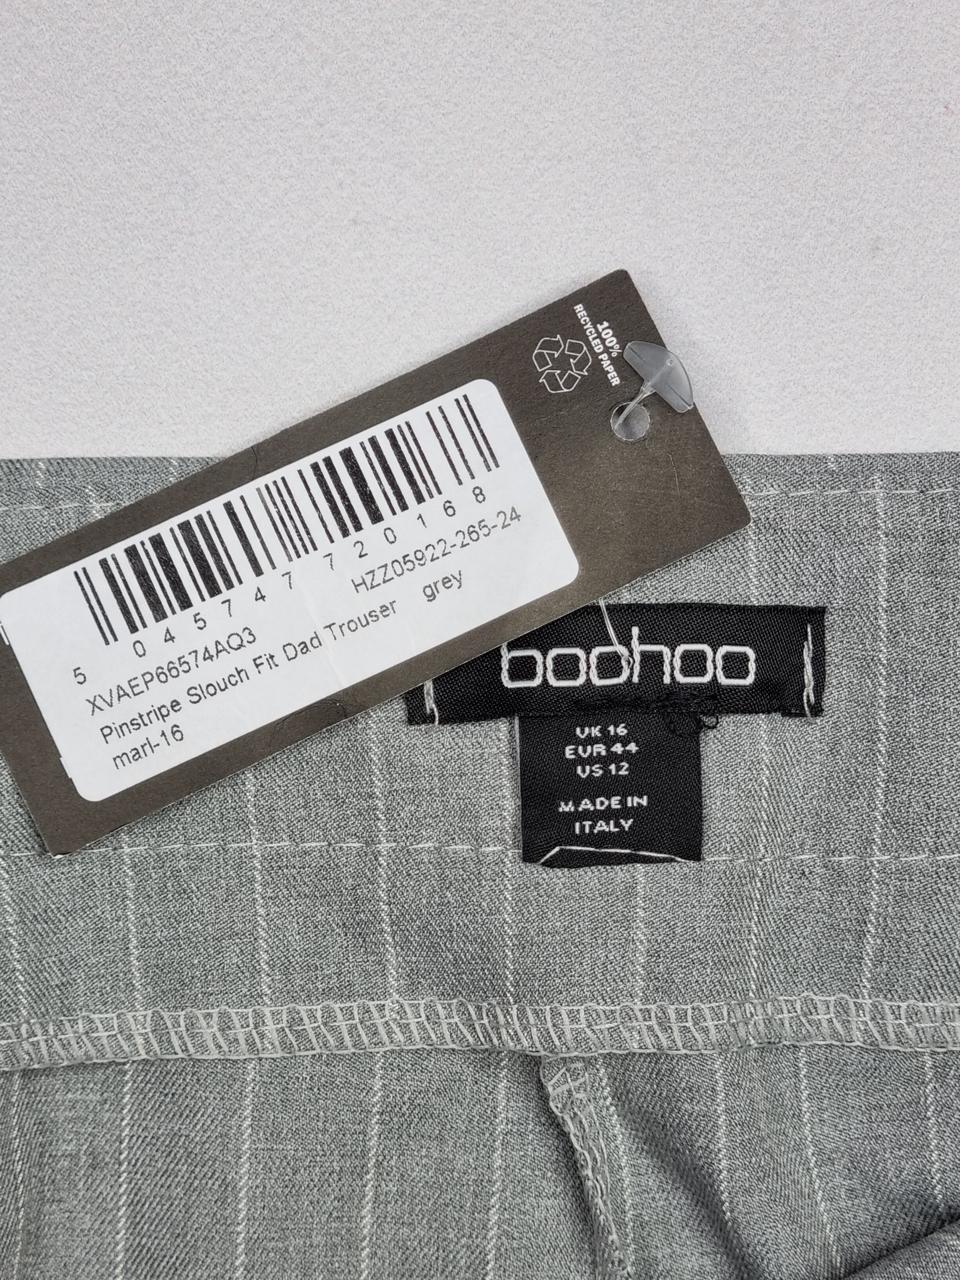 100%
RECYCLED PAPER
5 045747 720168
XVAEP66574AQ3 HZZ05922-265-24
Pinstripe Slouch Fit Dad Trouser grey
marl-16
boohoo
UK 16
EUR 44
US 12
MADE IN
ITALY